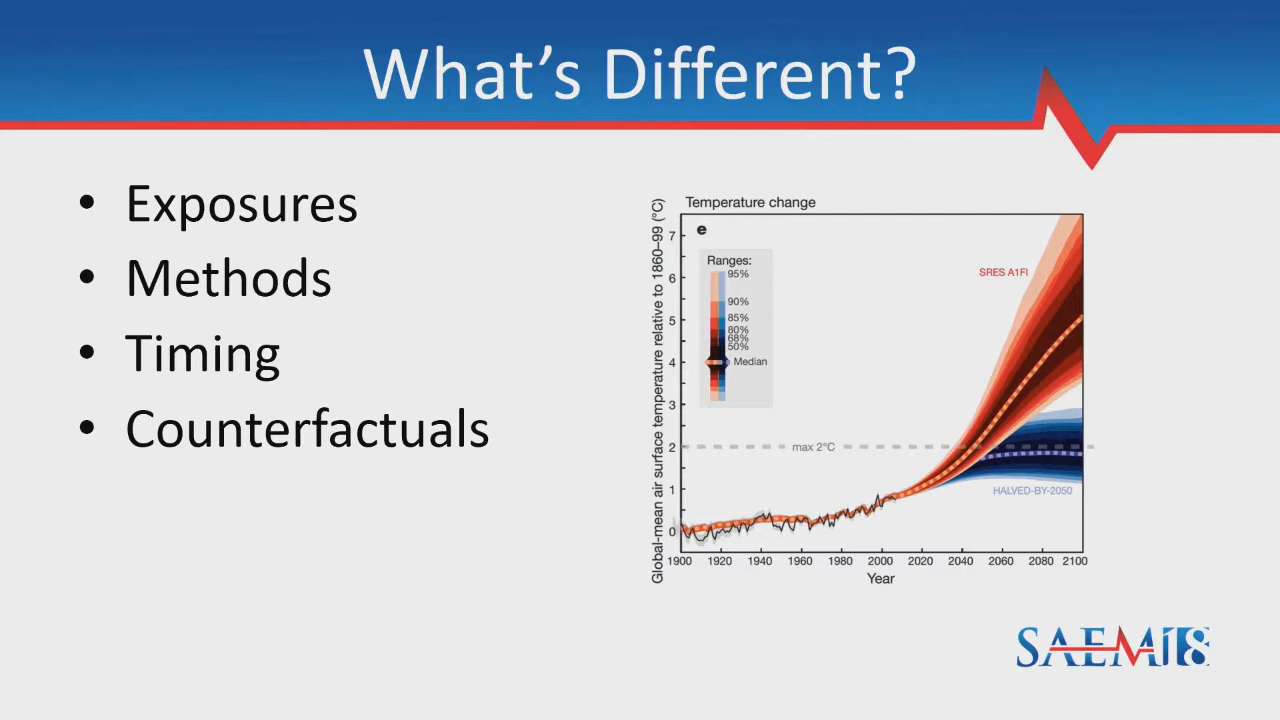 What's Different?
• Exposures
• Methods
• Timing
• Counterfactuals
Temperature change
Global-mean air surface temperature relative to 1860–99 (°C)
e
Ranges:
95%
90%
85%
80%
68%
50%
Median
7
6
5
4
3
2
1
0
SRES A1FI
max 2°C
HALVED-BY-2050
1900 1920 1940 1960 1980 2000 2020 2040 2060 2080 2100
Year
SAEM18